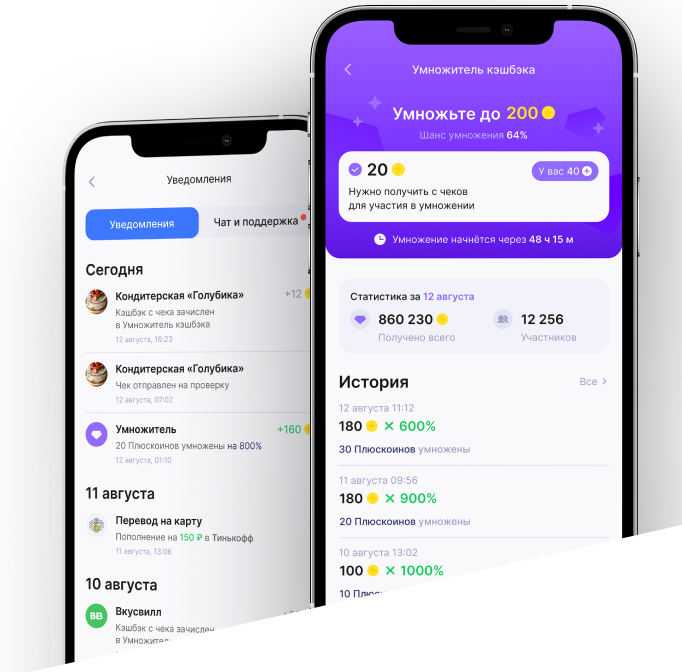 Уведомления
Уведомления
Чат и поддержка
Сегодня
Кондитерская «Голубика»
+12
Кэшбэк с чека зачислен
в Умножитель кэшбэка
12 августа, 16:23
Кондитерская «Голубика»
Чек отправлен на проверку
12 августа, 07:02
Умножитель
+160
20 Плюскоинов умножены на 800%
12 августа, 01:10
11 августа
Перевод на карту
Пополнение на 150 ₽ в Тинькофф
11 августа, 13:06
10 августа
ВВ
Вкусвилл
Кэшбэк с чека зачислен
в Умножитель
Умножитель кэшбэка
Умножьте до 200
Шанс умножения 64%
20
У вас 40
Нужно получить с чеков
для участия в умножении
Умножение начнётся через 48 ч 15 м
Статистика за 12 августа
860 230
Получено всего
12 256
Участников
История
Все
12 августа 11:12
180 × 600%
30 Плюскоинов умножены
11 августа 09:56
180 × 900%
20 Плюскоинов умножены
10 августа 13:02
100 × 1000%
10